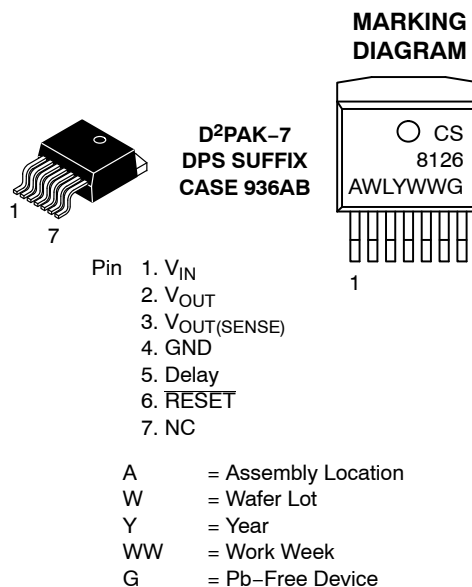 MARKING
DIAGRAM
D²PAK−7
DPS SUFFIX
CASE 936AB
1
7
CS
8126
AWLYWWG
1
Pin 1. V_IN
2. V_OUT
3. V_OUT(SENSE)
4. GND
5. Delay
6. R̅E̅S̅E̅T̅
7. NC
A = Assembly Location
W = Wafer Lot
Y = Year
WW = Work Week
G = Pb−Free Device